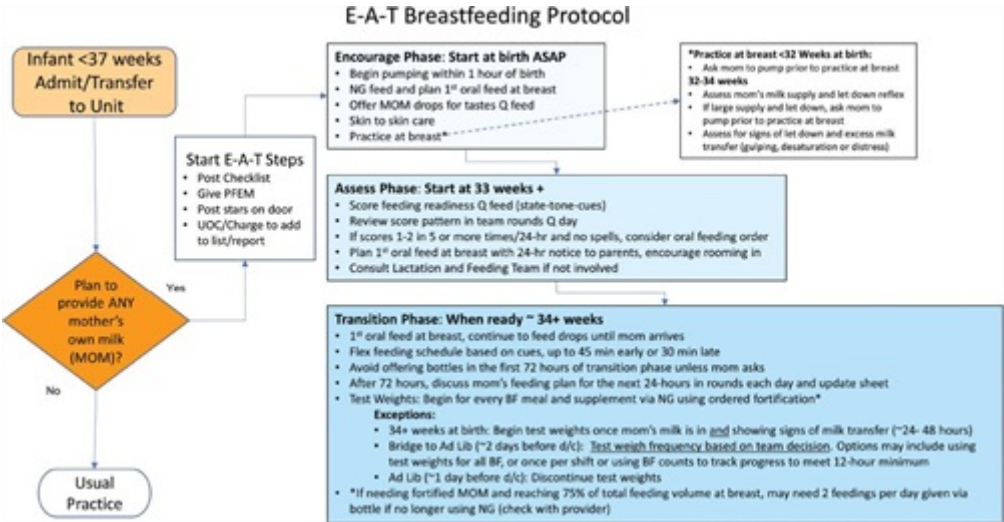 E-A-T Breastfeeding Protocol
Infant <37 weeks
Admit/Transfer
to Unit
Start E-A-T Steps
• Post Checklist
• Give PFEM
• Post stars on door
• UOC/Charge to add
to list/report
Plan to
provide ANY
mother's
own milk
(MOM)?
Yes
No
Usual
Practice
Encourage Phase: Start at birth ASAP
• Begin pumping within 1 hour of birth
• NG feed and plan 1st oral feed at breast
• Offer MOM drops for tastes Q feed
• Skin to skin care
• Practice at breast*
*Practice at breast <32 Weeks at birth:
• Ask mom to pump prior to practice at breast
32-34 weeks
• Assess mom's milk supply and let down reflex
• If large supply and let down, ask mom to
pump prior to practice at breast
• Assess for signs of let down and excess milk
transfer (gulping, desaturation or distress)
Assess Phase: Start at 33 weeks +
• Score feeding readiness Q feed (state-tone-cues)
• Review score pattern in team rounds Q day
• If scores 1-2 in 5 or more times/24-hr and no spells, consider oral feeding order
• Plan 1st oral feed at breast with 24-hr notice to parents, encourage rooming in
• Consult Lactation and Feeding Team if not involved
Transition Phase: When ready ~ 34+ weeks
• 1st oral feed at breast, continue to feed drops until mom arrives
• Flex feeding schedule based on cues, up to 45 min early or 30 min late
• Avoid offering bottles in the first 72 hours of transition phase unless mom asks
• After 72 hours, discuss mom's feeding plan for the next 24-hours in rounds each day and update sheet
• Test Weights: Begin for every BF meal and supplement via NG using ordered fortification*
Exceptions:
• 34+ weeks at birth: Begin test weights once mom's milk is in and showing signs of milk transfer (~24- 48 hours)
• Bridge to Ad Lib (~2 days before d/c): Test weigh frequency based on team decision. Options may include using
test weights for all BF, or once per shift or using BF counts to track progress to meet 12-hour minimum
• Ad Lib (~1 day before d/c): Discontinue test weights
• *If needing fortified MOM and reaching 75% of total feeding volume at breast, may need 2 feedings per day given via
bottle if no longer using NG (check with provider)